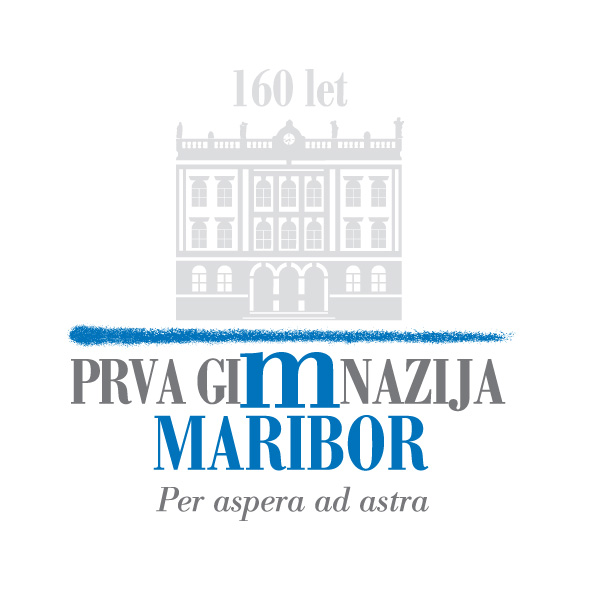 160 let
PRVA GImNAZIJA
MARIBOR
Per aspera ad astra